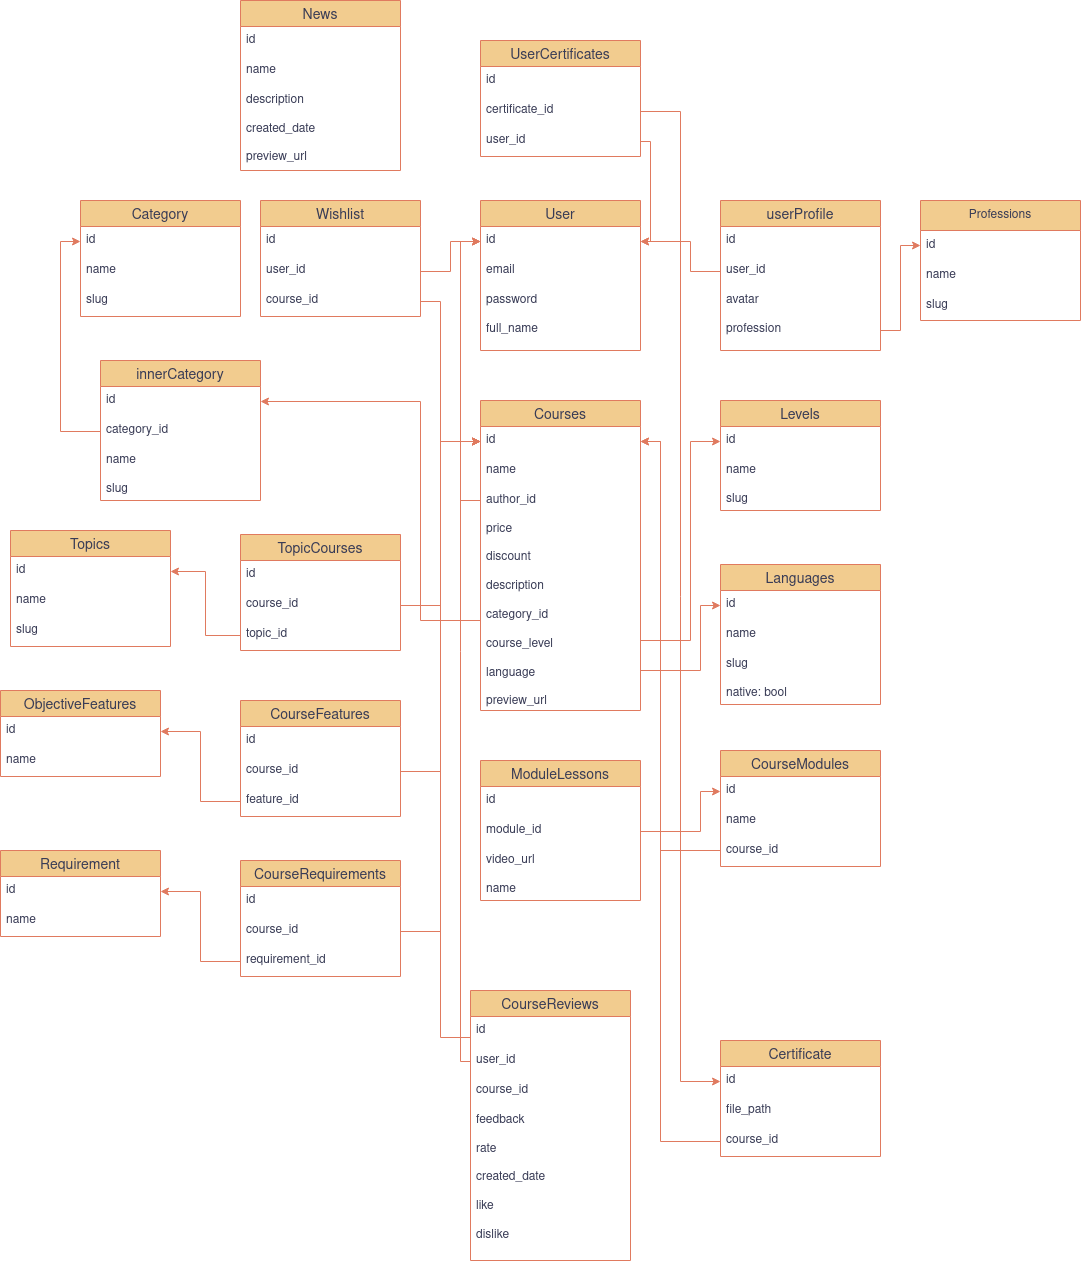 News
id
name
description
created_date
preview_url
UserCertificates
id
certificate_id
user_id
Category
id
name
slug
Wishlist
id
user_id
course_id
User
id
email
password
full_name
userProfile
id
user_id
avatar
profession
Professions
id
name
slug
innerCategory
id
category_id
name
slug
Courses
id
name
author_id
price
discount
description
category_id
course_level
language
preview_url
Levels
id
name
slug
Topics
id
name
slug
TopicCourses
id
course_id
topic_id
Languages
id
name
slug
native: bool
ObjectiveFeatures
id
name
CourseFeatures
id
course_id
feature_id
ModuleLessons
id
module_id
video_url
name
CourseModules
id
name
course_id
Requirement
id
name
CourseRequirements
id
course_id
requirement_id
CourseReviews
id
user_id
course_id
feedback
rate
created_date
like
dislike
Certificate
id
file_path
course_id